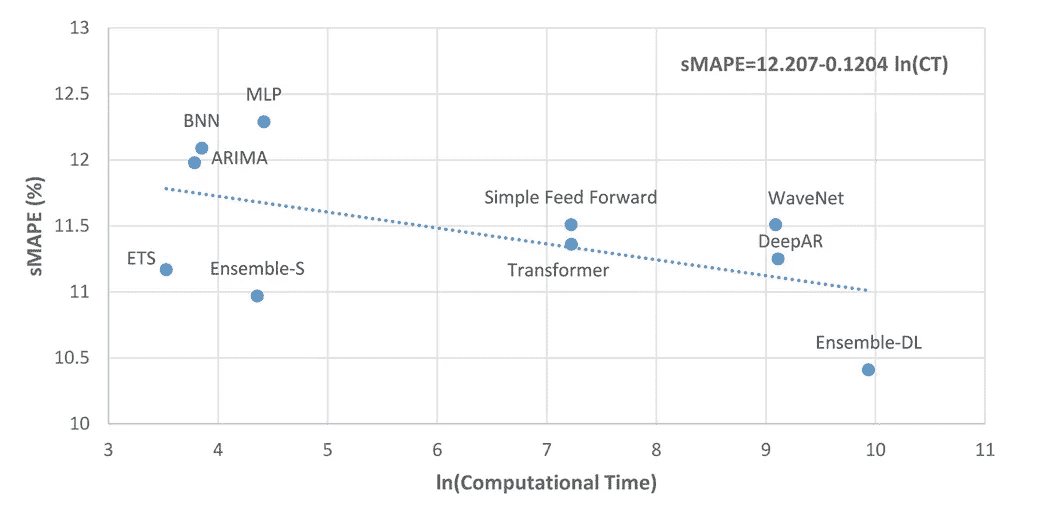 13
sMAPE=12.207-0.1204 ln(CT)
12.5
MLP
BNN
12
ARIMA
sMAPE (%)
Simple Feed Forward
WaveNet
11.5
DeepAR
ETS
Ensemble-S
Transformer
11
Ensemble-DL
10.5
10
3 4 5 6 7 8 9 10 11
ln(Computational Time)